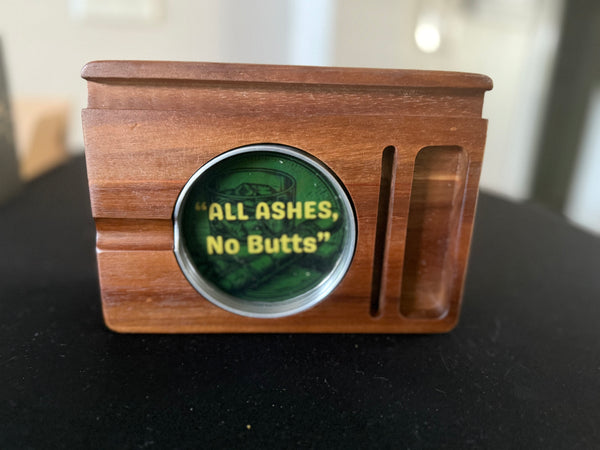 “ALL ASHES,
No Butts”